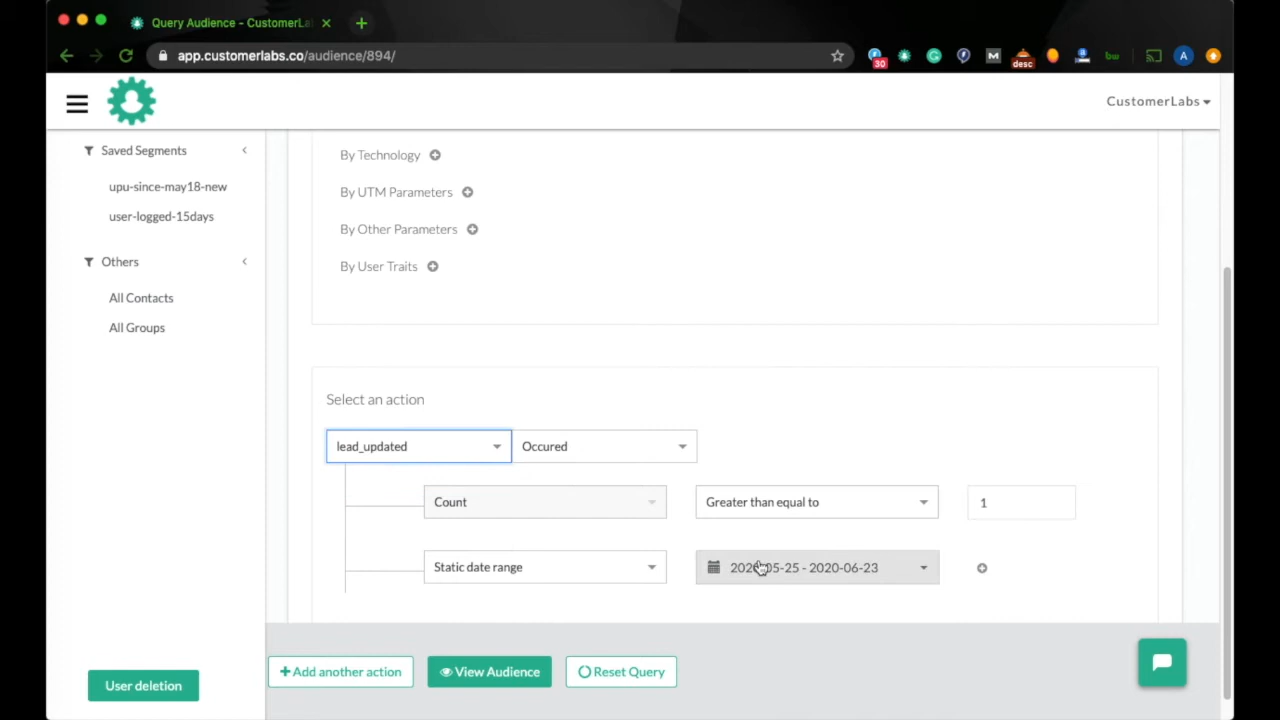 Query Audience - CustomerLa
app.customerlabs.co/audience/894/
30
M
desc
bw
A
CustomerLabs
Saved Segments
upu-since-may18-new
user-logged-15days
Others
All Contacts
All Groups
User deletion
By Technology
By UTM Parameters
By Other Parameters
By User Traits
Select an action
lead_updated
Occured
Count
Greater than equal to
1
Static date range
2020-05-25 - 2020-06-23
Add another action
View Audience
Reset Query